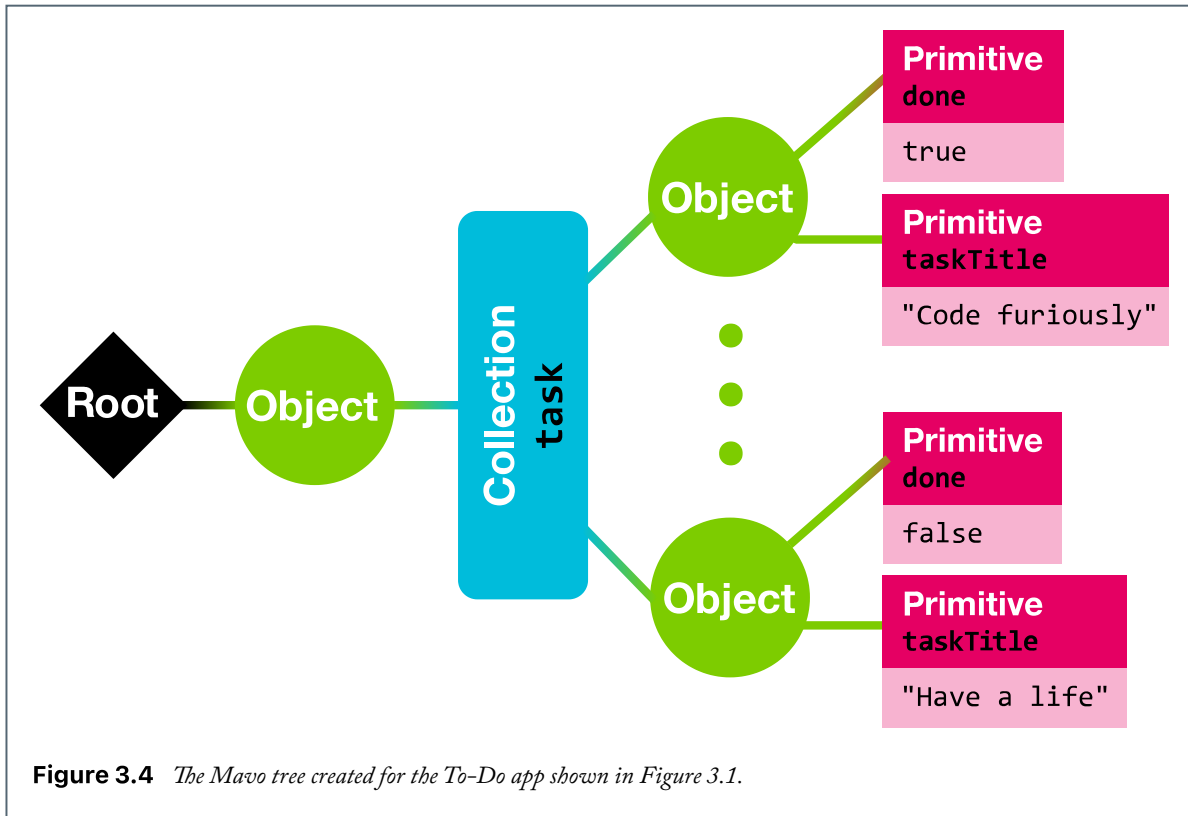 Root
Object
Collection
task
Object
Primitive
done
true
Primitive
taskTitle
"Code furiously"
Object
Primitive
done
false
Primitive
taskTitle
"Have a life"
Figure 3.4 The Mavo tree created for the To-Do app shown in Figure 3.1.